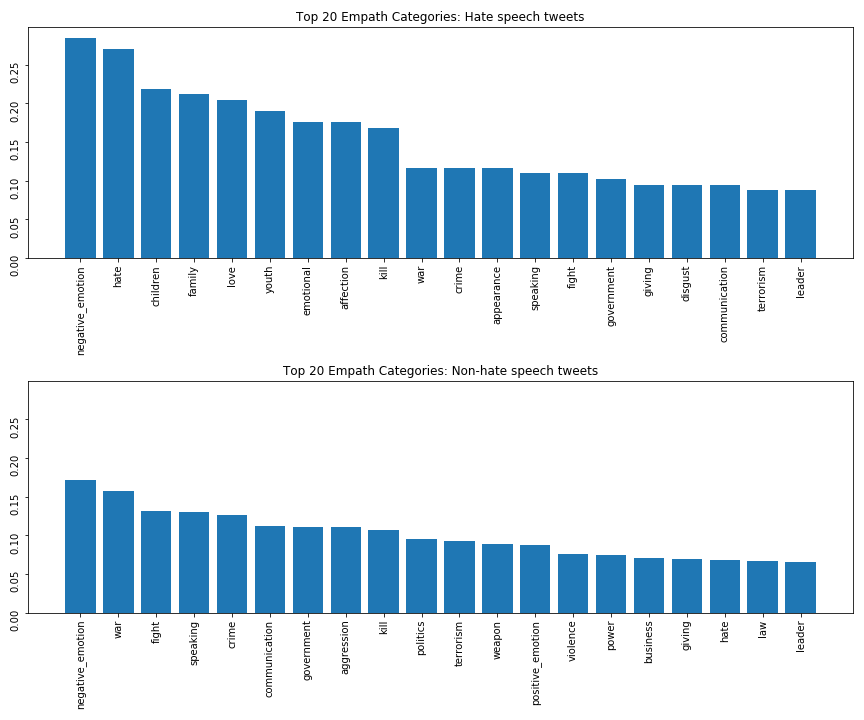 Top 20 Empath Categories: Hate speech tweets
0.25
0.20
0.15
0.10
0.05
0.00
negative_emotion
hate
children
family
love
youth
emotional
affection
kill
war
crime
appearance
speaking
fight
government
giving
disgust
communication
terrorism
leader
Top 20 Empath Categories: Non-hate speech tweets
0.25
0.20
0.15
0.10
0.05
0.00
negative_emotion
war
fight
speaking
crime
communication
government
aggression
kill
politics
terrorism
weapon
positive_emotion
violence
power
business
giving
hate
law
leader